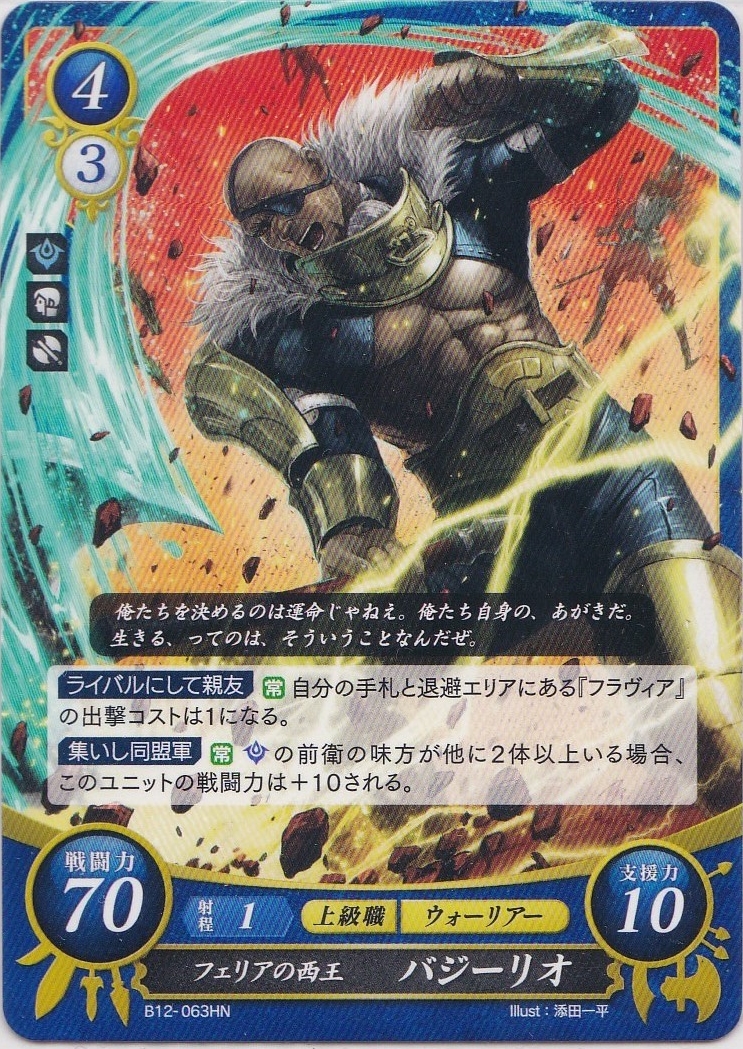 4
3
俺たちを決めるのは運命じゃねえ。俺たち自身の、あがきだ。
生きる、ってのは、そういうことなんだぜ。
ライバルにして親友 常 自分の手札と退避エリアにある『フラヴィア』
の出撃コストは1になる。
集いし同盟軍 常 の前衛の味方が他に2体以上いる場合、
このユニットの戦闘力は+10される。
戦闘力
70
射程 1
上級職 ウォーリアー
支援力
10
フェリアの西王 バジーリオ
B12-063HN
Illust:添田一平